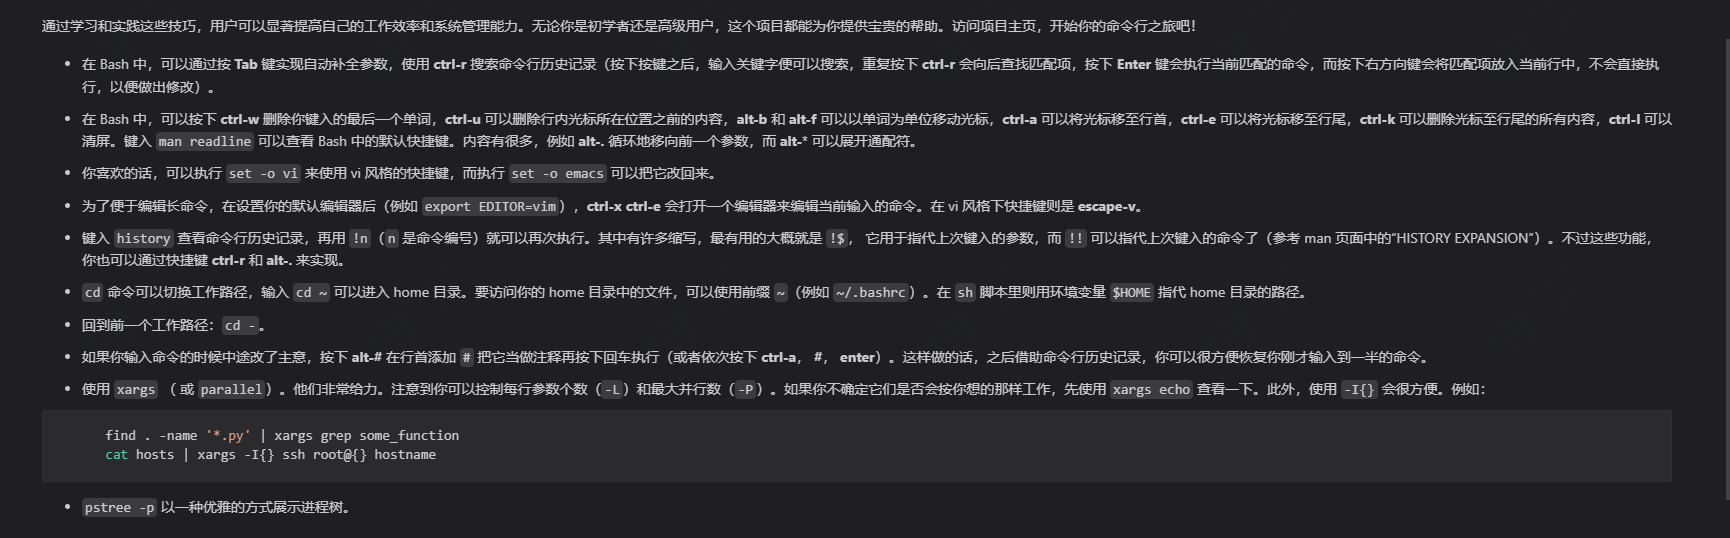 通过学习和实践这些技巧，用户可以显著提高自己的工作效率和系统管理能力。无论你是初学者还是高级用户，这个项目都能为你提供宝贵的帮助。访问项目主页，开始你的命令行之旅吧！
• 在 Bash 中，可以通过按 Tab 键实现自动补全参数，使用 ctrl-r 搜索命令行历史记录（按下按键之后，输入关键字便可以搜索，重复按下 ctrl-r 会向后查找匹配项，按下 Enter 键会执行当前匹配的命令，而按下右方向键会将匹配项放入当前行中，不会直接执
行，以便做出修改）。
• 在 Bash 中，可以按下 ctrl-w 删除你键入的最后一个单词，ctrl-u 可以删除行内光标所在位置之前的内容，alt-b 和 alt-f 可以以单词为单位移动光标，ctrl-a 可以将光标移至行首，ctrl-e 可以将光标移至行尾，ctrl-k 可以删除光标至行尾的所有内容，ctrl-l 可以
清屏。键入 man readline 可以查看 Bash 中的默认快捷键。内容有很多，例如 alt-. 循环地移向前一个参数，而 alt-* 可以展开通配符。
• 你喜欢的话，可以执行 set -o vi 来使用 vi 风格的快捷键，而执行 set -o emacs 可以把它改回来。
• 为了便于编辑长命令，在设置你的默认编辑器后（例如 export EDITOR=vim），ctrl-x ctrl-e 会打开一个编辑器来编辑当前输入的命令。在 vi 风格下快捷键则是 escape-v。
• 键入 history 查看命令行历史记录，再用 !n（n 是命令编号）就可以再次执行。其中有许多缩写，最有用的大概就是 !$， 它用于指代上次键入的参数，而 !! 可以指代上次键入的命令了（参考 man 页面中的“HISTORY EXPANSION”）。不过这些功能，
你也可以通过快捷键 ctrl-r 和 alt-. 来实现。
• cd 命令可以切换工作路径，输入 cd ~ 可以进入 home 目录。要访问你的 home 目录中的文件，可以使用前缀 ~（例如 ~/.bashrc）。在 sh 脚本里则用环境变量 $HOME 指代 home 目录的路径。
• 回到前一个工作路径：cd -。
• 如果你输入命令的时候中途改了主意，按下 alt-# 在行首添加 # 把它当做注释再按下回车执行（或者依次按下 ctrl-a， #， enter）。这样做的话，之后借助命令行历史记录，你可以很方便恢复你刚才输入到一半的命令。
• 使用 xargs （ 或 parallel）。他们非常给力。注意到你可以控制每行参数个数（-L）和最大并行数（-P）。如果你不确定它们是否会按你想的那样工作，先使用 xargs echo 查看一下。此外，使用 -I{} 会很方便。例如：
find . -name '*.py' | xargs grep some_function
cat hosts | xargs -I{} ssh root@{} hostname
• pstree -p 以一种优雅的方式展示进程树。